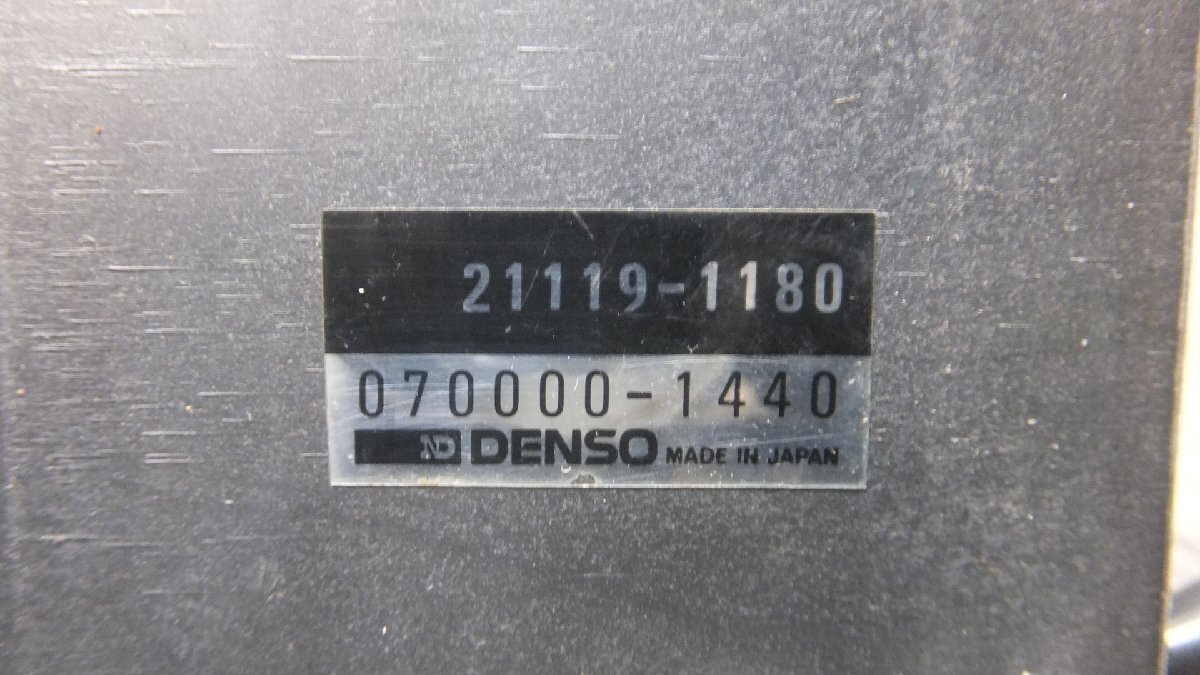 21119-1180
070000-1440
ND DENSO MADE IN JAPAN